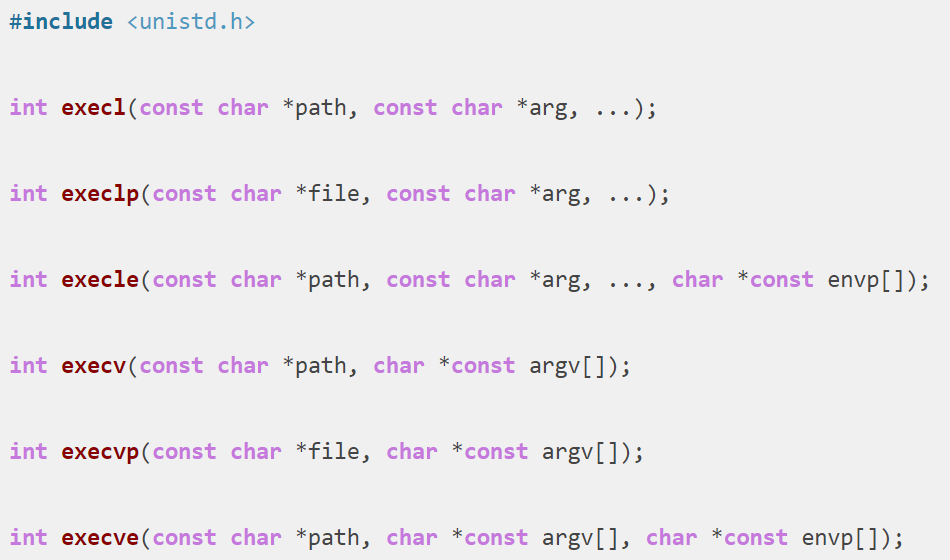 #include <unistd.h>
int execl(const char *path, const char *arg, ...);
int execlp(const char *file, const char *arg, ...);
int execle(const char *path, const char *arg, ..., char *const envp[]);
int execv(const char *path, char *const argv[]);
int execvp(const char *file, char *const argv[]);
int execve(const char *path, char *const argv[], char *const envp[]);